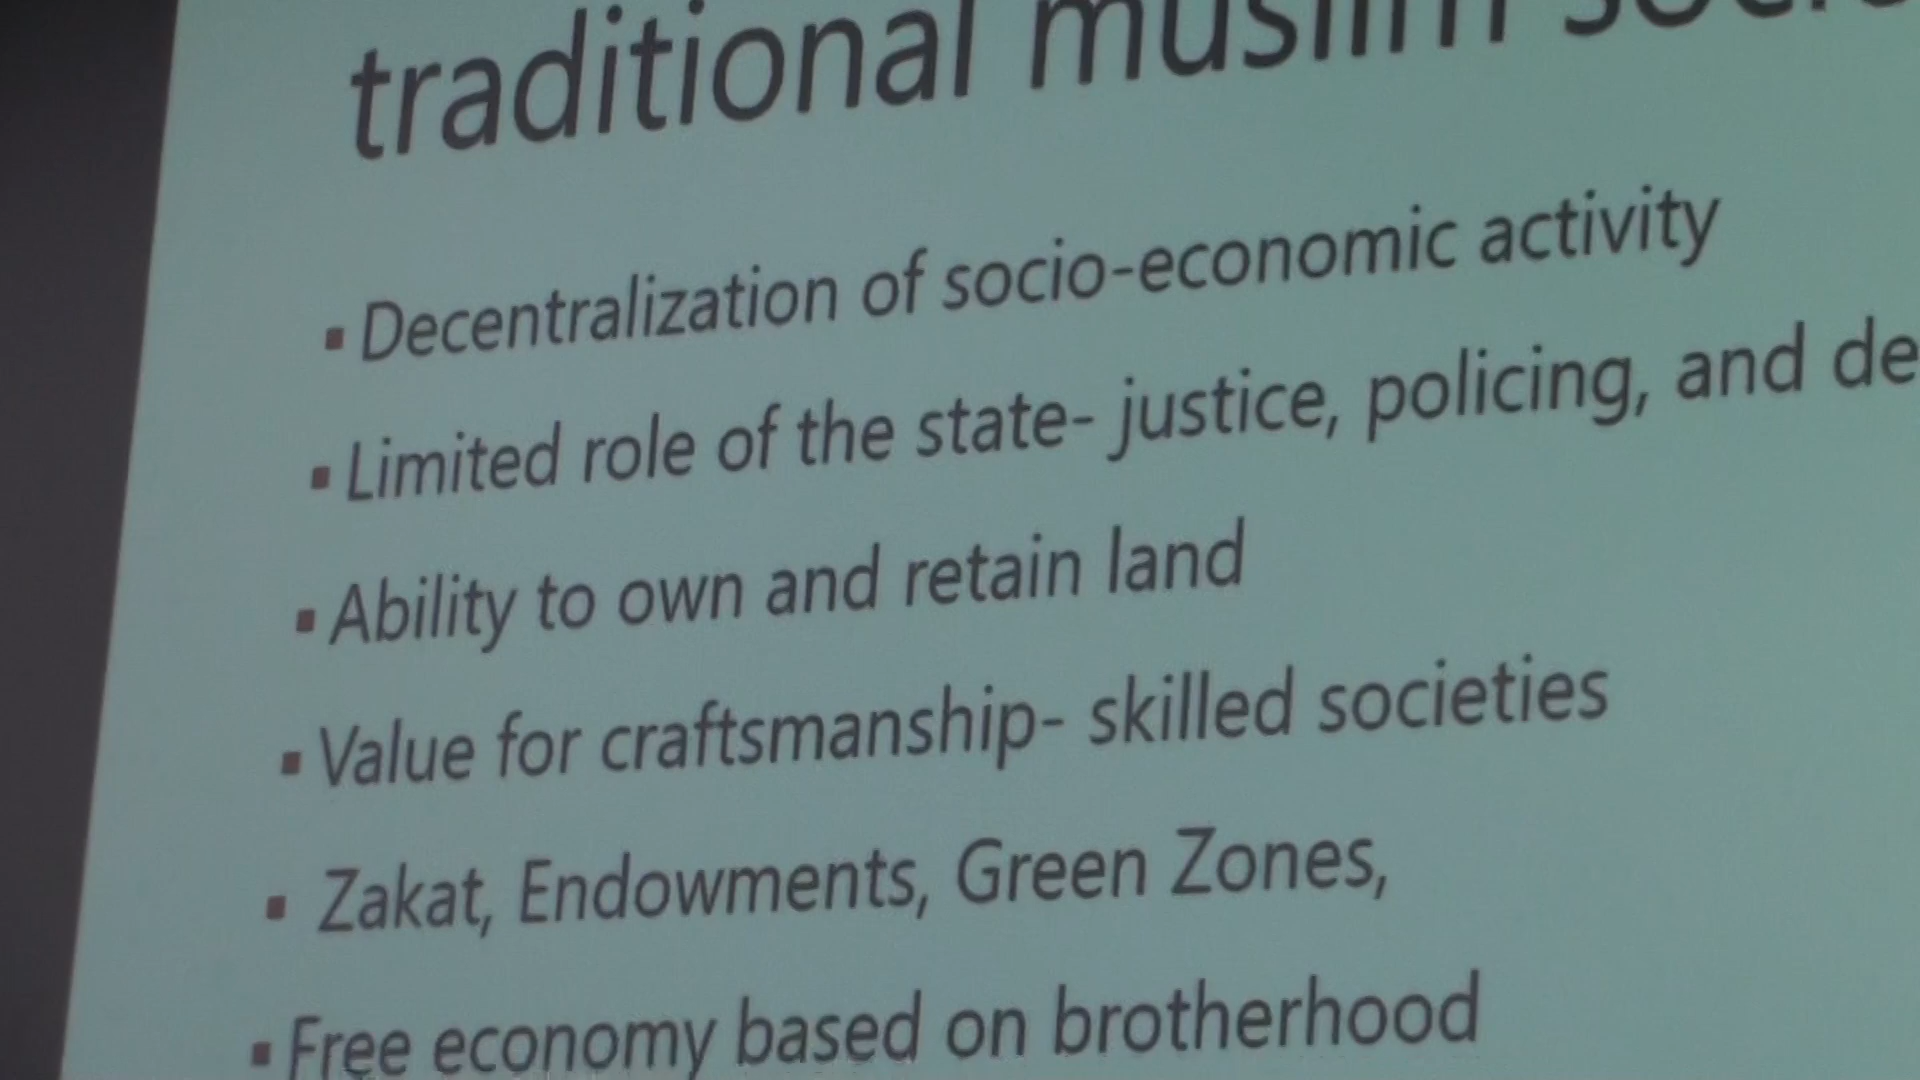 traditional muslim
Decentralization of socio-economic activity
Limited role of the state- justice, policing, and
Ability to own and retain land
Value for craftsmanship- skilled societies
Zakat, Endowments, Green Zones,
Free economy based on brotherhood